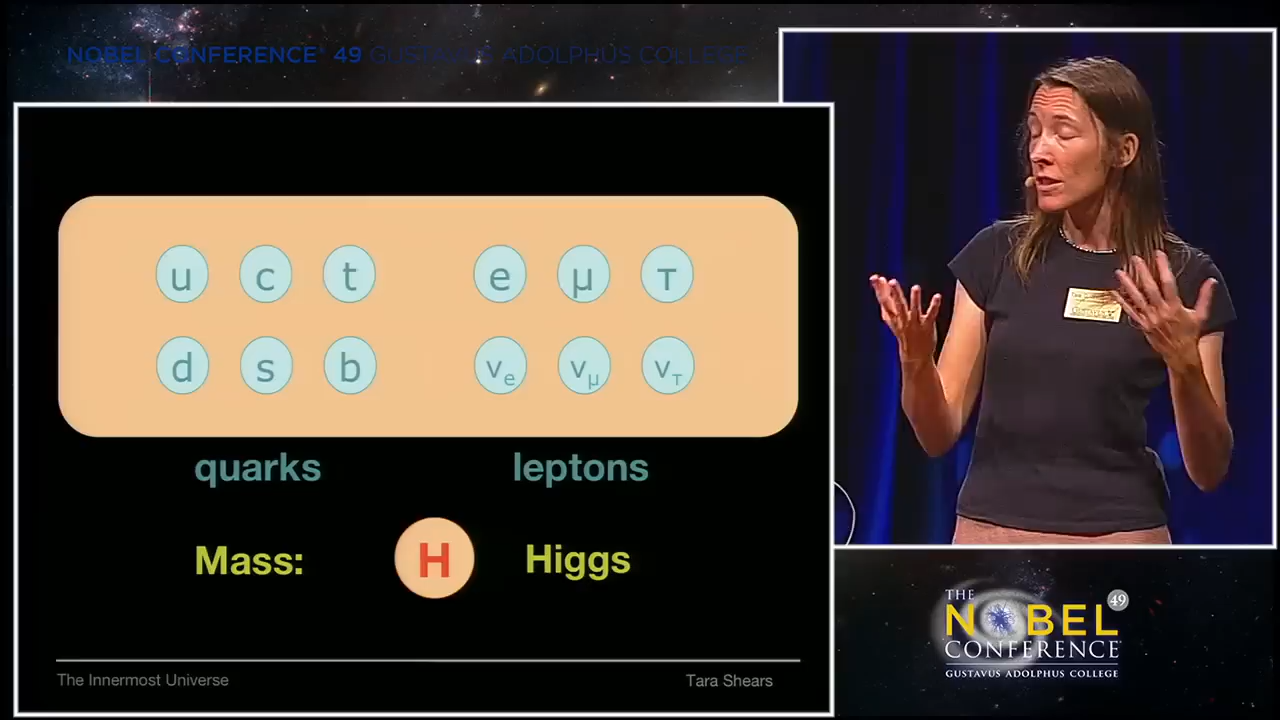 NOBEL CONFERENCE® 49 GUSTAVUS ADOLPHUS COLLEGE
u c t e μ τ
d s b νe νμ ντ
quarks leptons
Mass: H Higgs
The Innermost Universe Tara Shears
THE
NOBEL 49
CONFERENCE
GUSTAVUS ADOLPHUS COLLEGE